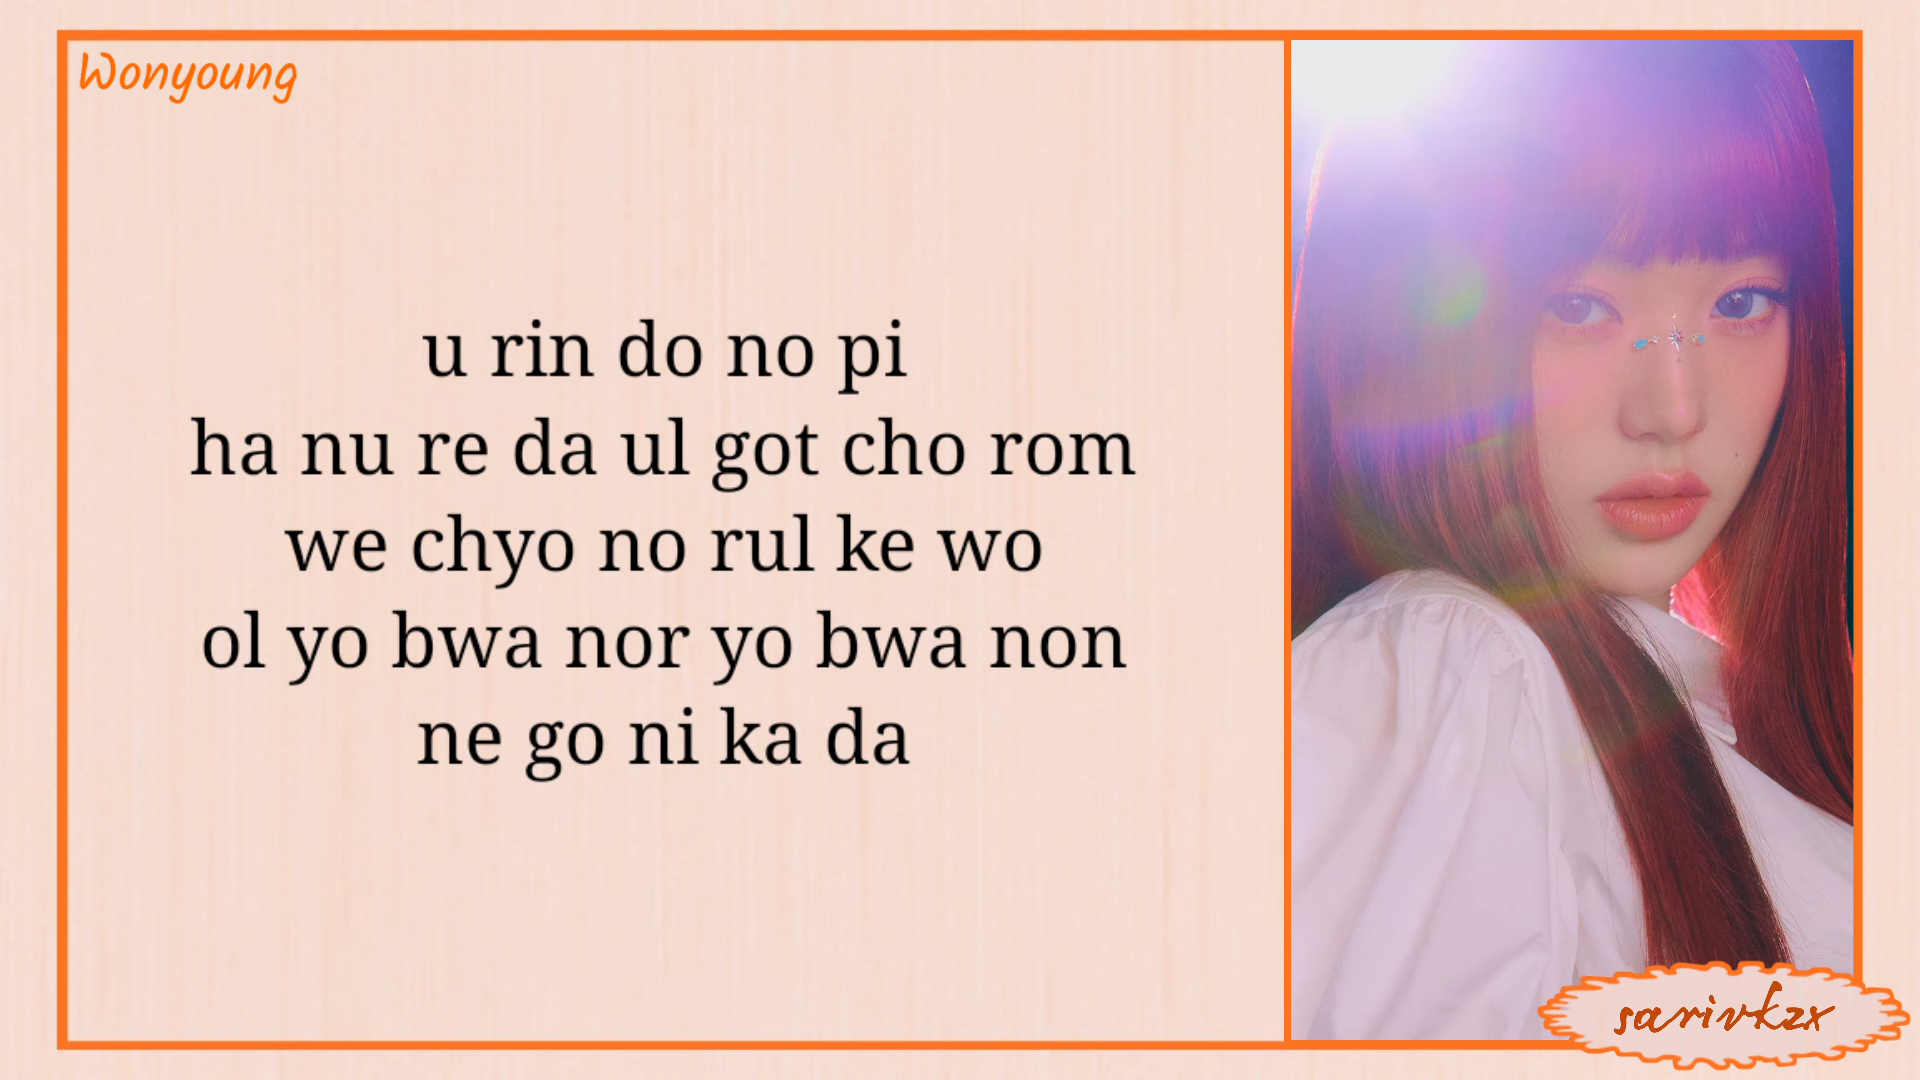 Wonyoung
u rin do no pi
ha nu re da ul got cho rom
we chyo no rul ke wo
ol yo bwa nor yo bwa non
ne go ni ka da
sarivkzx